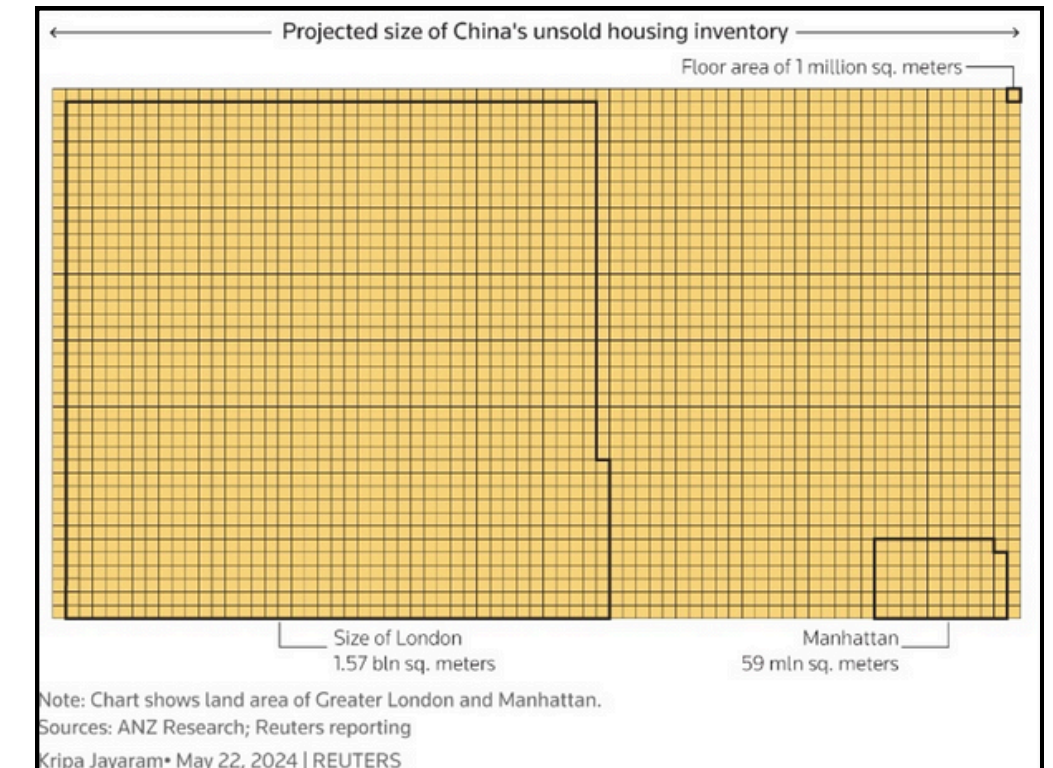 Projected size of China's unsold housing inventory
Floor area of 1 million sq. meters
Size of London
1.57 bln sq. meters
Manhattan
59 mln sq. meters
Note: Chart shows land area of Greater London and Manhattan.
Sources: ANZ Research; Reuters reporting
Kripa Jayaram• May 22, 2024 | REUTERS